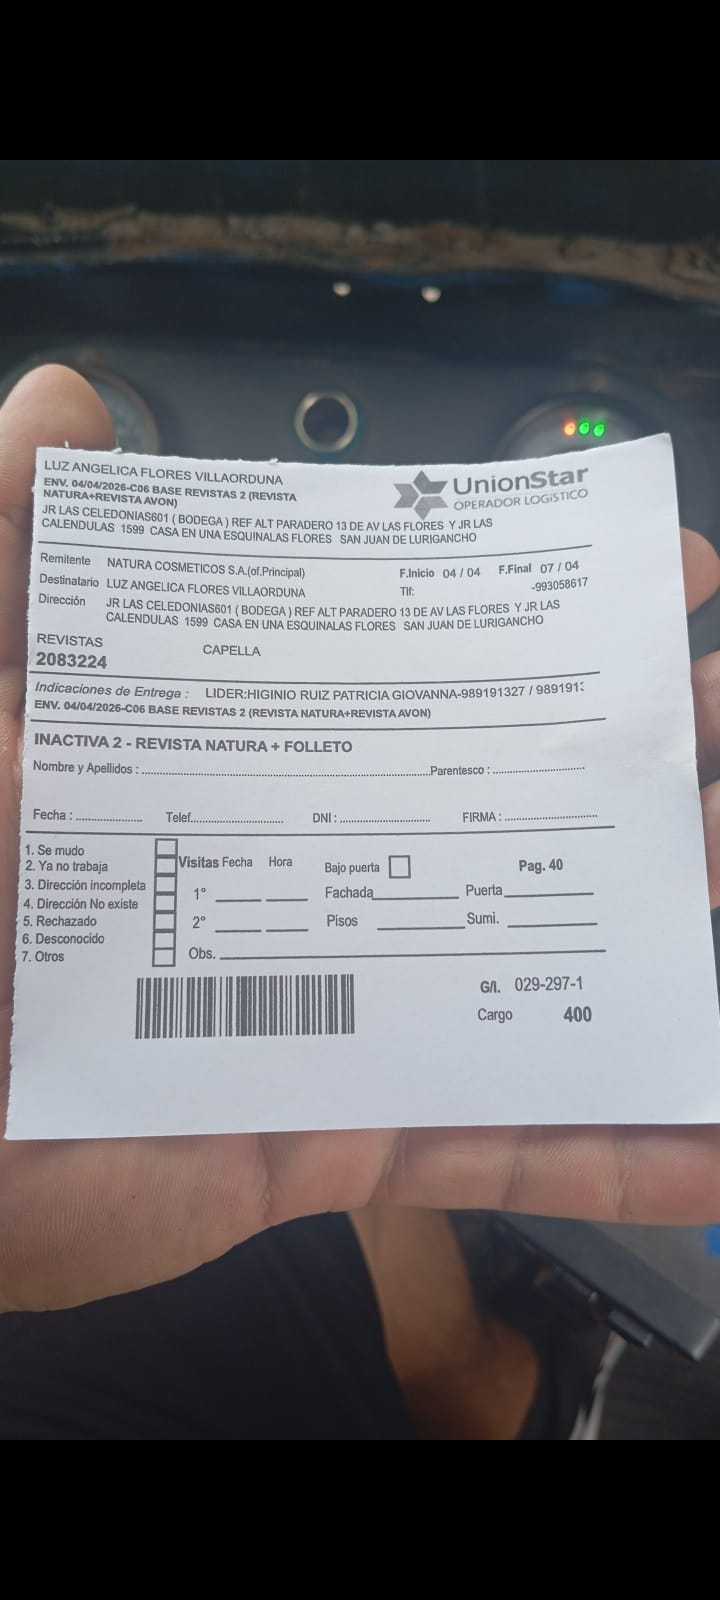 LUZ ANGELICA FLORES VILLAORDUNA
ENV. 04/04/2026-C06 BASE REVISTAS 2 (REVISTA
NATURA+REVISTA AVON)
UnionStar
OPERADOR LOGíSTICO
JR LAS CELEDONIAS601 ( BODEGA ) REF ALT PARADERO 13 DE AV LAS FLORES Y JR LAS
CALENDULAS 1599 CASA EN UNA ESQUINALAS FLORES SAN JUAN DE LURIGANCHO
Remitente NATURA COSMETICOS S.A.(of.Principal) F.Inicio 04 / 04 F.Final 07 / 04
Destinatario LUZ ANGELICA FLORES VILLAORDUNA Tlf: -993058617
Dirección JR LAS CELEDONIAS601 ( BODEGA ) REF ALT PARADERO 13 DE AV LAS FLORES Y JR LAS
CALENDULAS 1599 CASA EN UNA ESQUINALAS FLORES SAN JUAN DE LURIGANCHO
REVISTAS
2083224 CAPELLA
Indicaciones de Entrega : LIDER:HIGINIO RUIZ PATRICIA GIOVANNA-989191327 / 989191
ENV. 04/04/2026-C06 BASE REVISTAS 2 (REVISTA NATURA+REVISTA AVON)
INACTIVA 2 - REVISTA NATURA + FOLLETO
Nombre y Apellidos : Parentesco :
Fecha : Telef. DNI : FIRMA :
1. Se mudo
2. Ya no trabaja
3. Dirección incompleta
4. Dirección No existe
5. Rechazado
6. Desconocido
7. Otros
Visitas Fecha Hora Bajo puerta Pag. 40
1° Fachada Puerta
2° Pisos Sumi.
Obs.
G/l. 029-297-1
Cargo 400